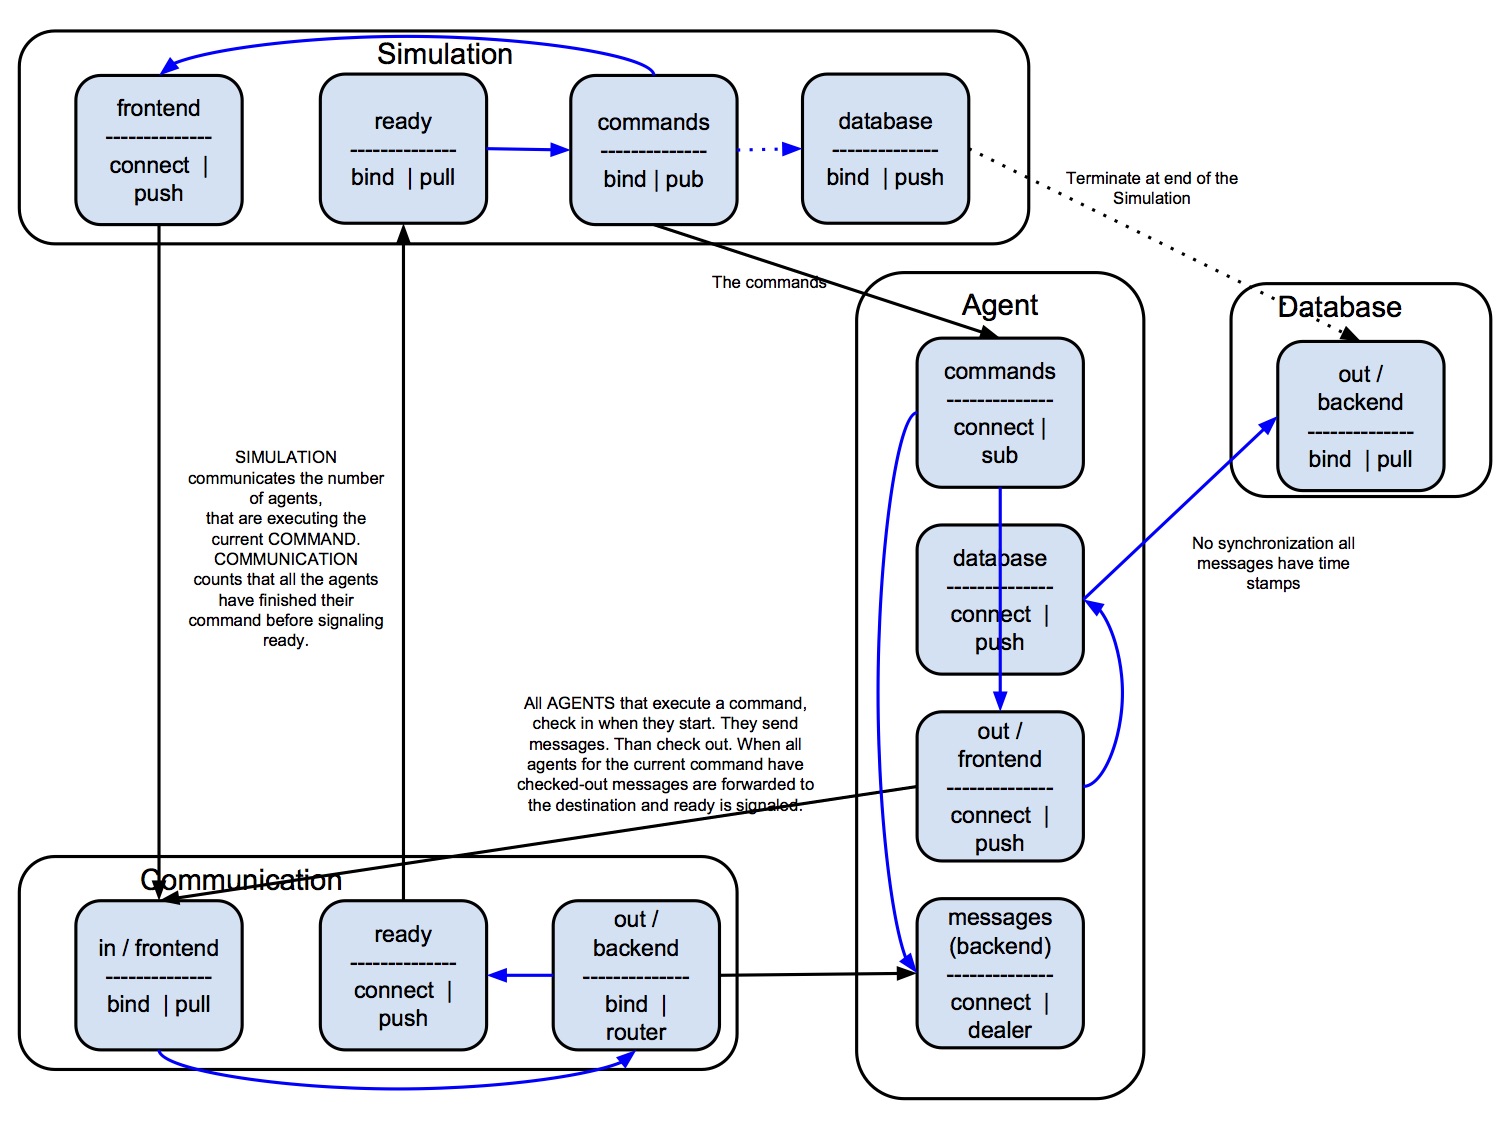 Simulation
frontend
--------------
connect |
push
ready
--------------
bind | pull
commands
--------------
bind | pub
database
--------------
bind | push
Terminate at end of the
Simulation
The commands
Agent
commands
--------------
connect |
sub
database
--------------
connect |
push
out /
frontend
--------------
connect |
push
messages
(backend)
--------------
connect |
dealer
Database
out /
backend
--------------
bind | pull
No synchronization all
messages have time
stamps
SIMULATION
communicates the number
of agents,
that are executing the
current COMMAND.
COMMUNICATION
counts that all the agents
have finished their
command before signaling
ready.
All AGENTS that execute a command,
check in when they start. They send
messages. Than check out. When all
agents for the current command have
checked-out messages are forwarded to
the destination and ready is signaled.
Communication
in / frontend
--------------
bind | pull
ready
--------------
connect |
push
out /
backend
--------------
bind |
router